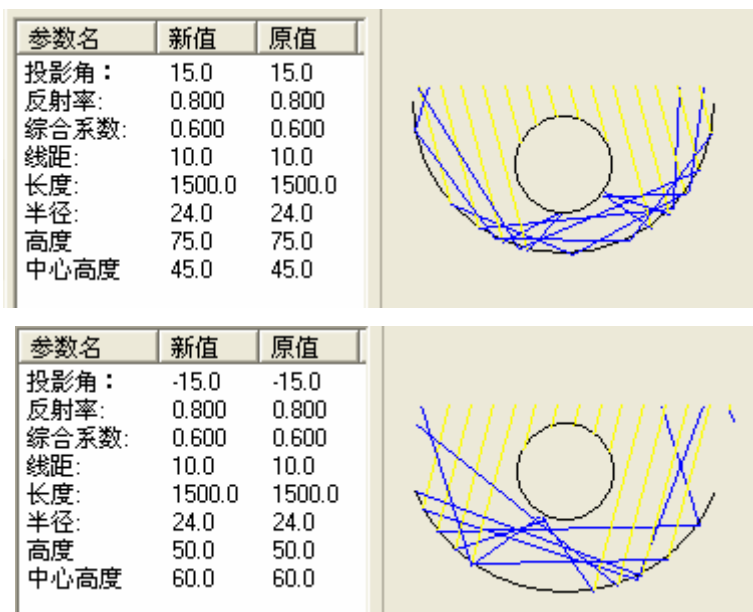 参数名 新值 原值
投影角： 15.0 15.0
反射率: 0.800 0.800
综合系数: 0.600 0.600
线距: 10.0 10.0
长度: 1500.0 1500.0
半径: 24.0 24.0
高度 75.0 75.0
中心高度 45.0 45.0
参数名 新值 原值
投影角： -15.0 -15.0
反射率: 0.800 0.800
综合系数: 0.600 0.600
线距: 10.0 10.0
长度: 1500.0 1500.0
半径: 24.0 24.0
高度 50.0 50.0
中心高度 60.0 60.0